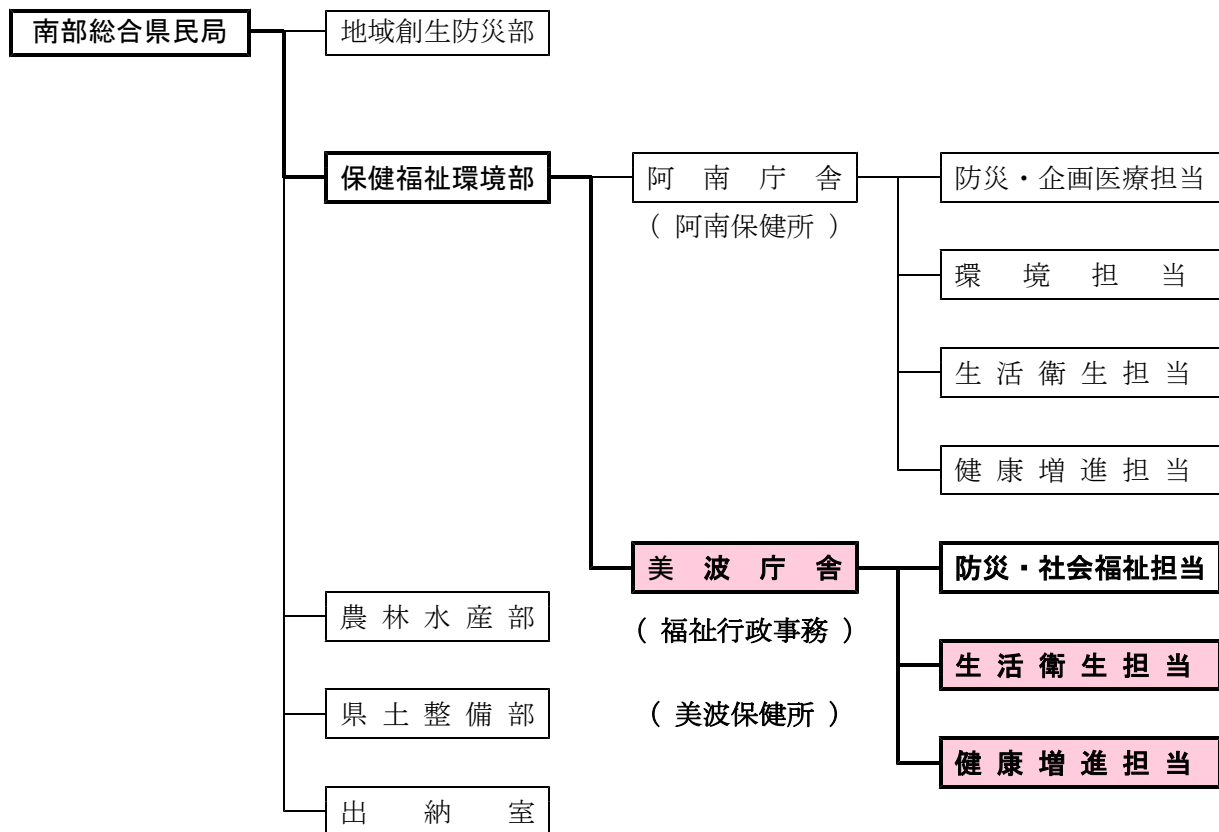 南部総合県民局
地域創生防災部
保健福祉環境部
阿南庁舎
（阿南保健所）
防災・企画医療担当
環境担当
生活衛生担当
健康増進担当
美波庁舎
（福祉行政事務）
（美波保健所）
防災・社会福祉担当
生活衛生担当
健康増進担当
農林水産部
県土整備部
出納室